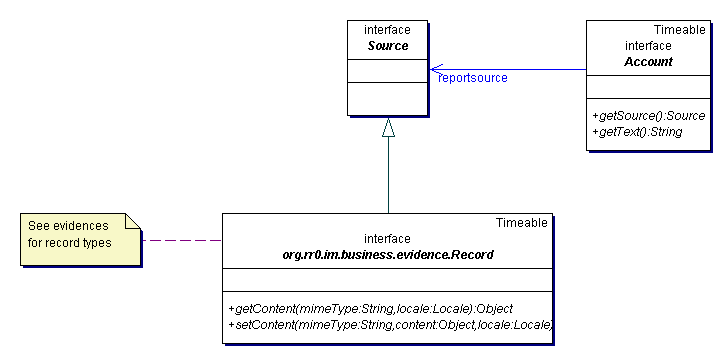 interface
Source
Timeable
interface
Account
reportsource
+getSource():Source
+getText():String
See evidences
for record types
Timeable
interface
org.rr0.im.business.evidence.Record
+getContent(mimeType:String,locale:Locale):Object
+setContent(mimeType:String,content:Object,locale:Locale)